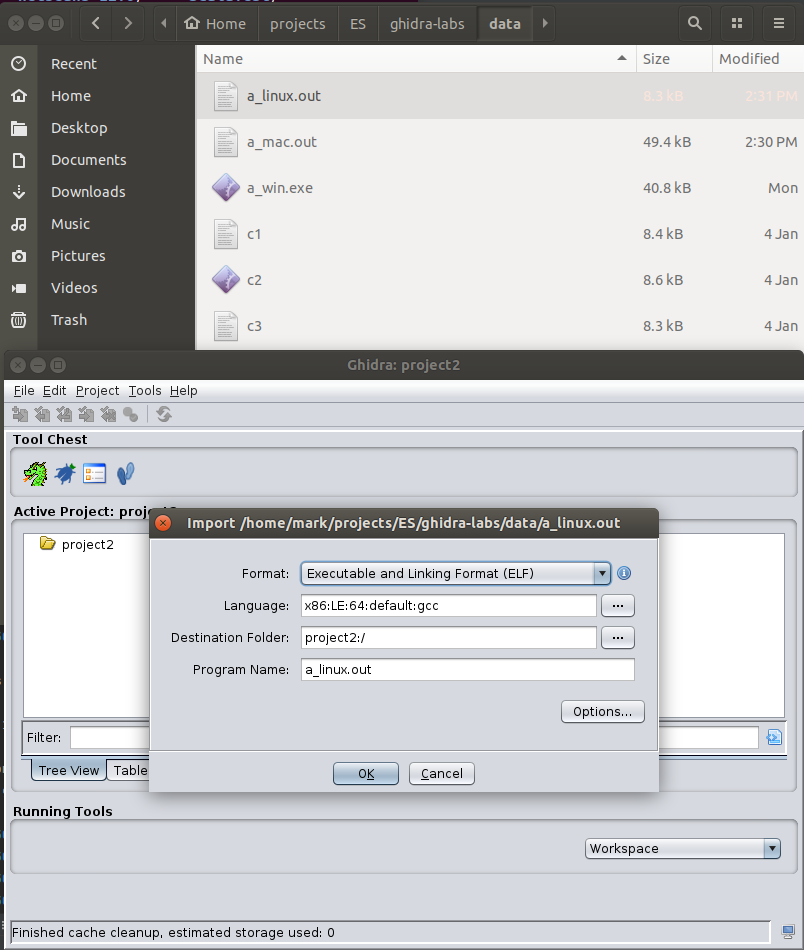 Home projects ES ghidra-labs data
Name Size Modified
Recent
Home
Desktop
Documents
Downloads
Music
Pictures
Videos
Trash
a_linux.out 8.3 kB 2:31 PM
a_mac.out 49.4 kB 2:30 PM
a_win.exe 40.8 kB Mon
c1 8.4 kB 4 Jan
c2 8.6 kB 4 Jan
c3 8.3 kB 4 Jan
Ghidra: project2
File Edit Project Tools Help
Tool Chest
Active Project:
project2
Import /home/mark/projects/ES/ghidra-labs/data/a_linux.out
Format: Executable and Linking Format (ELF)
Language: x86:LE:64:default:gcc ...
Destination Folder: project2:/ ...
Program Name: a_linux.out
Options...
OK Cancel
Filter:
Tree View Table
Running Tools
Workspace
Finished cache cleanup, estimated storage used: 0